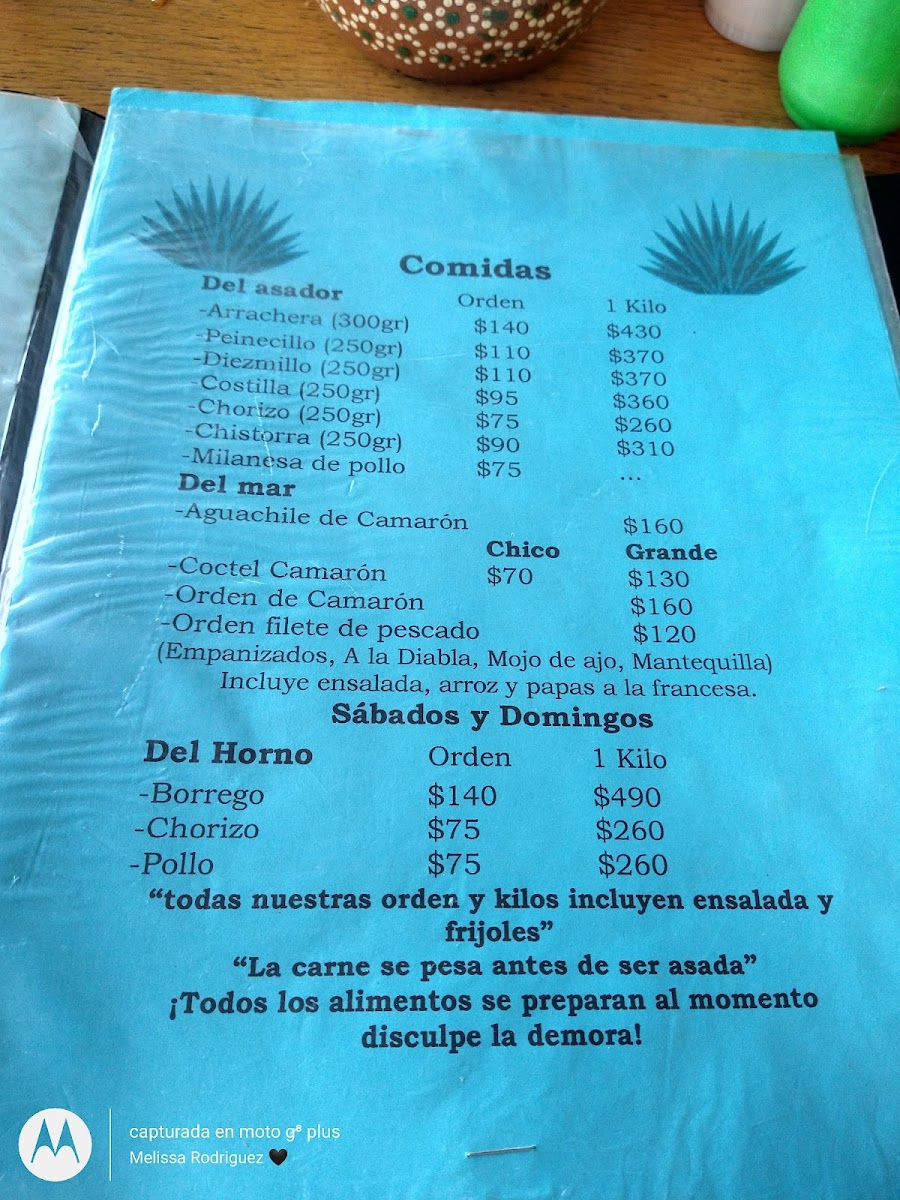 Comidas
Del asador Orden 1 Kilo
-Arrachera (300gr) $140 $430
-Peinecillo (250gr) $110 $370
-Diezmillo (250gr) $110 $370
-Costilla (250gr) $95 $360
-Chorizo (250gr) $75 $260
-Chistorra (250gr) $90 $310
-Milanesa de pollo $75 ...
Del mar
-Aguachile de Camarón $160
Chico Grande
-Coctel Camarón $70 $130
-Orden de Camarón $160
-Orden filete de pescado $120
(Empanizados, A la Diabla, Mojo de ajo, Mantequilla)
Incluye ensalada, arroz y papas a la francesa.
Sábados y Domingos
Del Horno Orden 1 Kilo
-Borrego $140 $490
-Chorizo $75 $260
-Pollo $75 $260
“todas nuestras orden y kilos incluyen ensalada y
frijoles”
“La carne se pesa antes de ser asada”
¡Todos los alimentos se preparan al momento
disculpe la demora!
capturada en moto g⁸ plus
Melissa Rodriguez 🖤